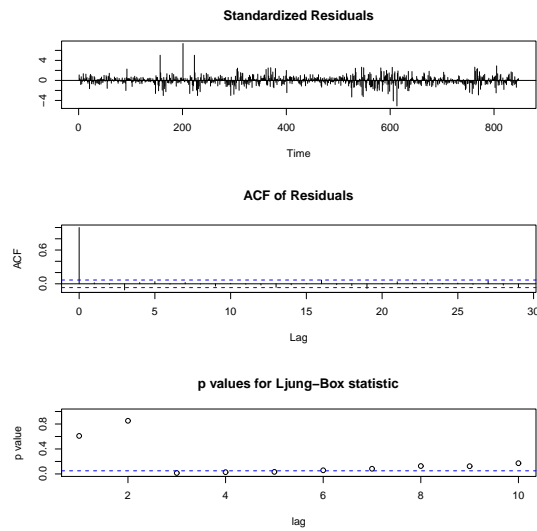 Standardized Residuals
4
0
−4
0 200 400 600 800
Time
ACF of Residuals
ACF
0.6
0.0
0 5 10 15 20 25 30
Lag
p values for Ljung−Box statistic
p value
0.8
0.4
0.0
2 4 6 8 10
lag